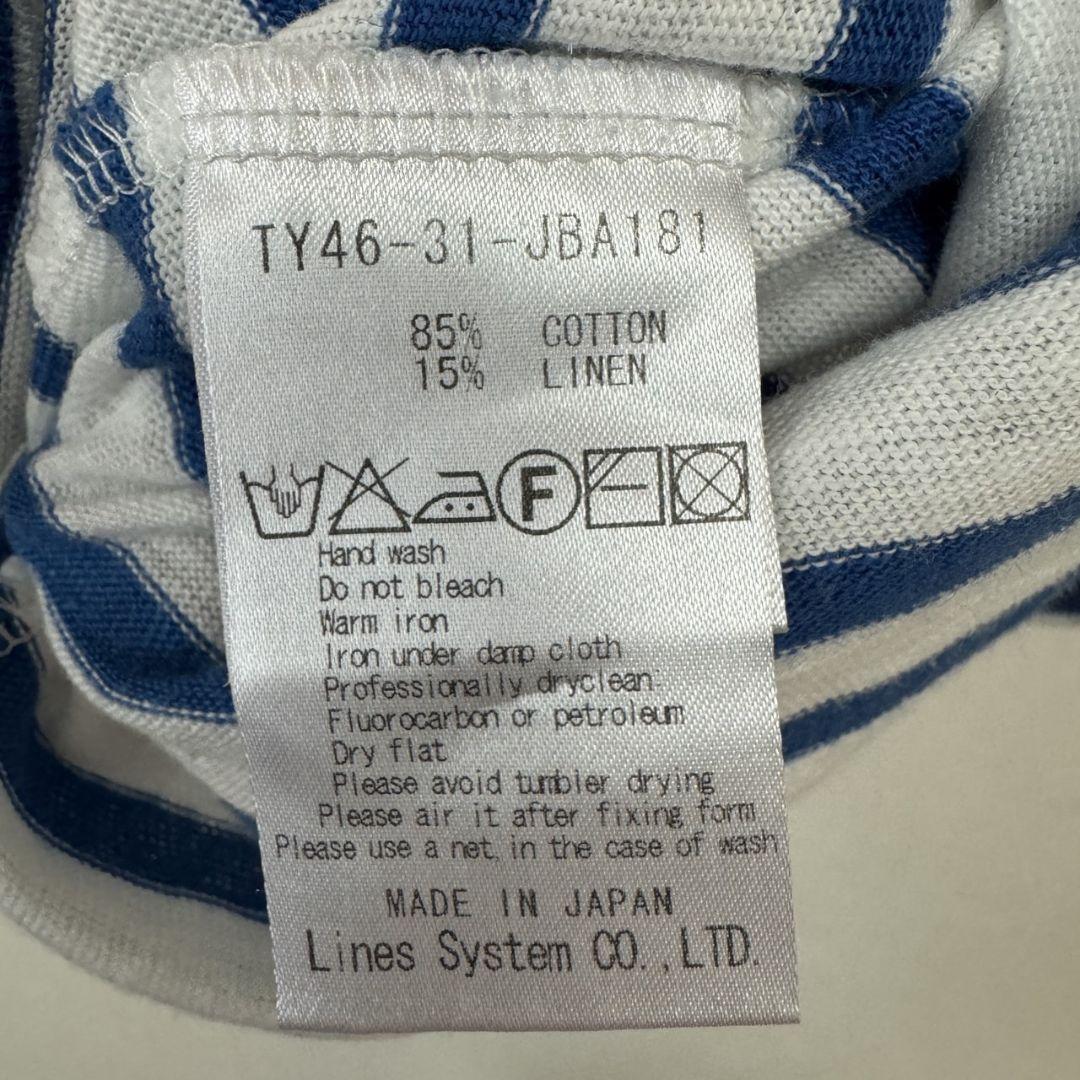 TY46-31-JBA181
85% COTTON
15% LINEN
F
Hand wash
Do not bleach
Warm iron
Iron under damp cloth
Professionally dryclean.
Fluorocarbon or petroleum
Dry flat
Please avoid tumbler drying
Please air it after fixing form
Please use a net, in the case of wash
MADE IN JAPAN
Lines System CO.,LTD.